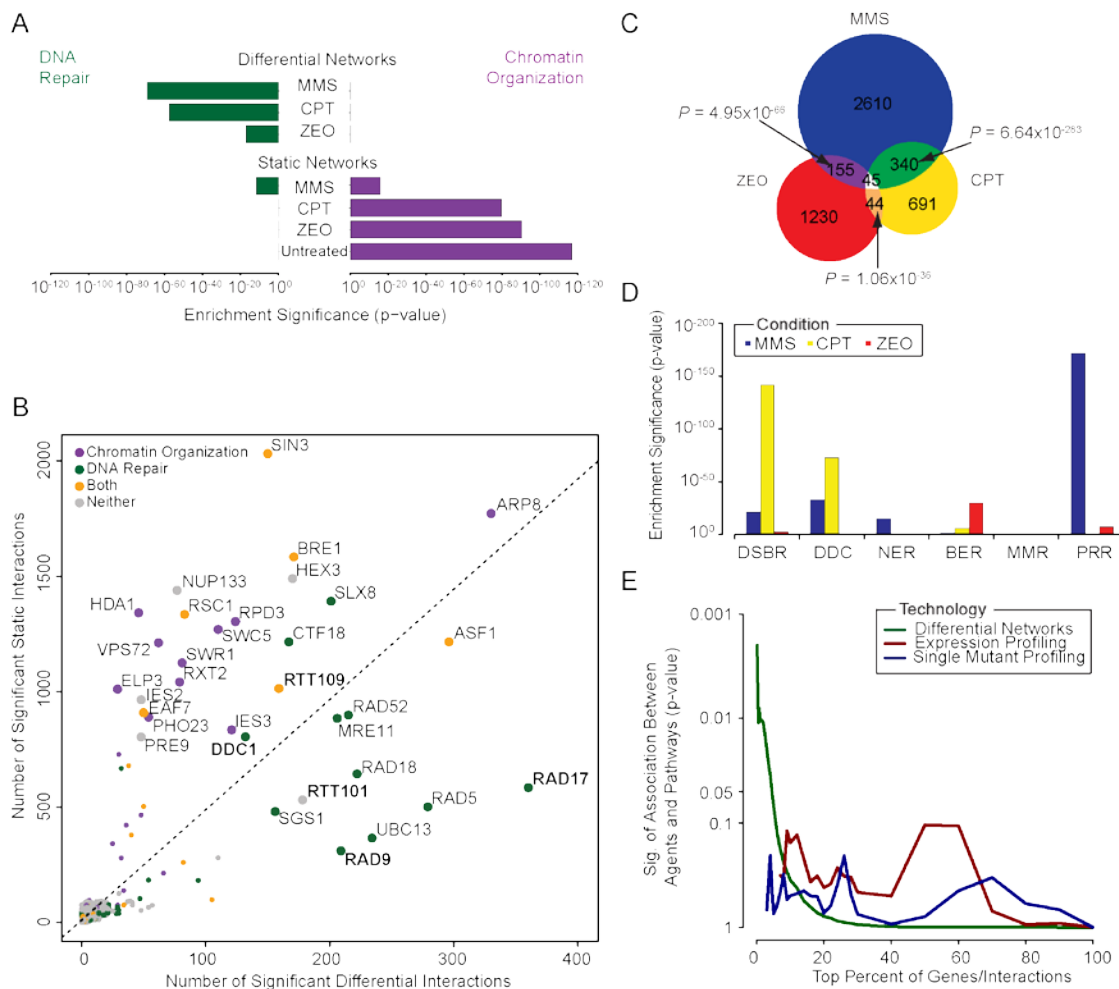 A
DNA
Repair
Differential Networks
Chromatin
Organization
MMS
CPT
ZEO
Static Networks
MMS
CPT
ZEO
Untreated
10^-120 10^-100 10^-80 10^-60 10^-40 10^-20 10^0
10^0 10^-20 10^-40 10^-60 10^-80 10^-100 10^-120
Enrichment Significance (p-value)
B
Number of Significant Static Interactions
Chromatin Organization
DNA Repair
Both
Neither
2000
1500
1000
500
0
SIN3
ARP8
BRE1
HEX3
NUP133
SLX8
HDA1
RSC1
RPD3
SWC5
CTF18
ASF1
VPS72
SWR1
RXT2
ELP3
RTT109
IES2
EAF7
RAD52
PHO23
IES3
MRE11
PRE9
DDC1
RAD18
RAD17
RTT101
RAD5
SGS1
UBC13
RAD9
0 100 200 300 400
Number of Significant Differential Interactions
C
MMS
2610
P = 4.95x10^-66
P = 6.64x10^-283
155
340
45
ZEO
CPT
1230
44
691
P = 1.06x10^-36
D
Enrichment Significance (p-value)
10^-200
10^-150
10^-100
10^-50
10^0
Condition
MMS CPT ZEO
DSBR DDC NER BER MMR PRR
E
Sig. of Association Between
Agents and Pathways (p-value)
0.001
0.01
0.05
0.1
1
Technology
Differential Networks
Expression Profiling
Single Mutant Profiling
0 20 40 60 80 100
Top Percent of Genes/Interactions